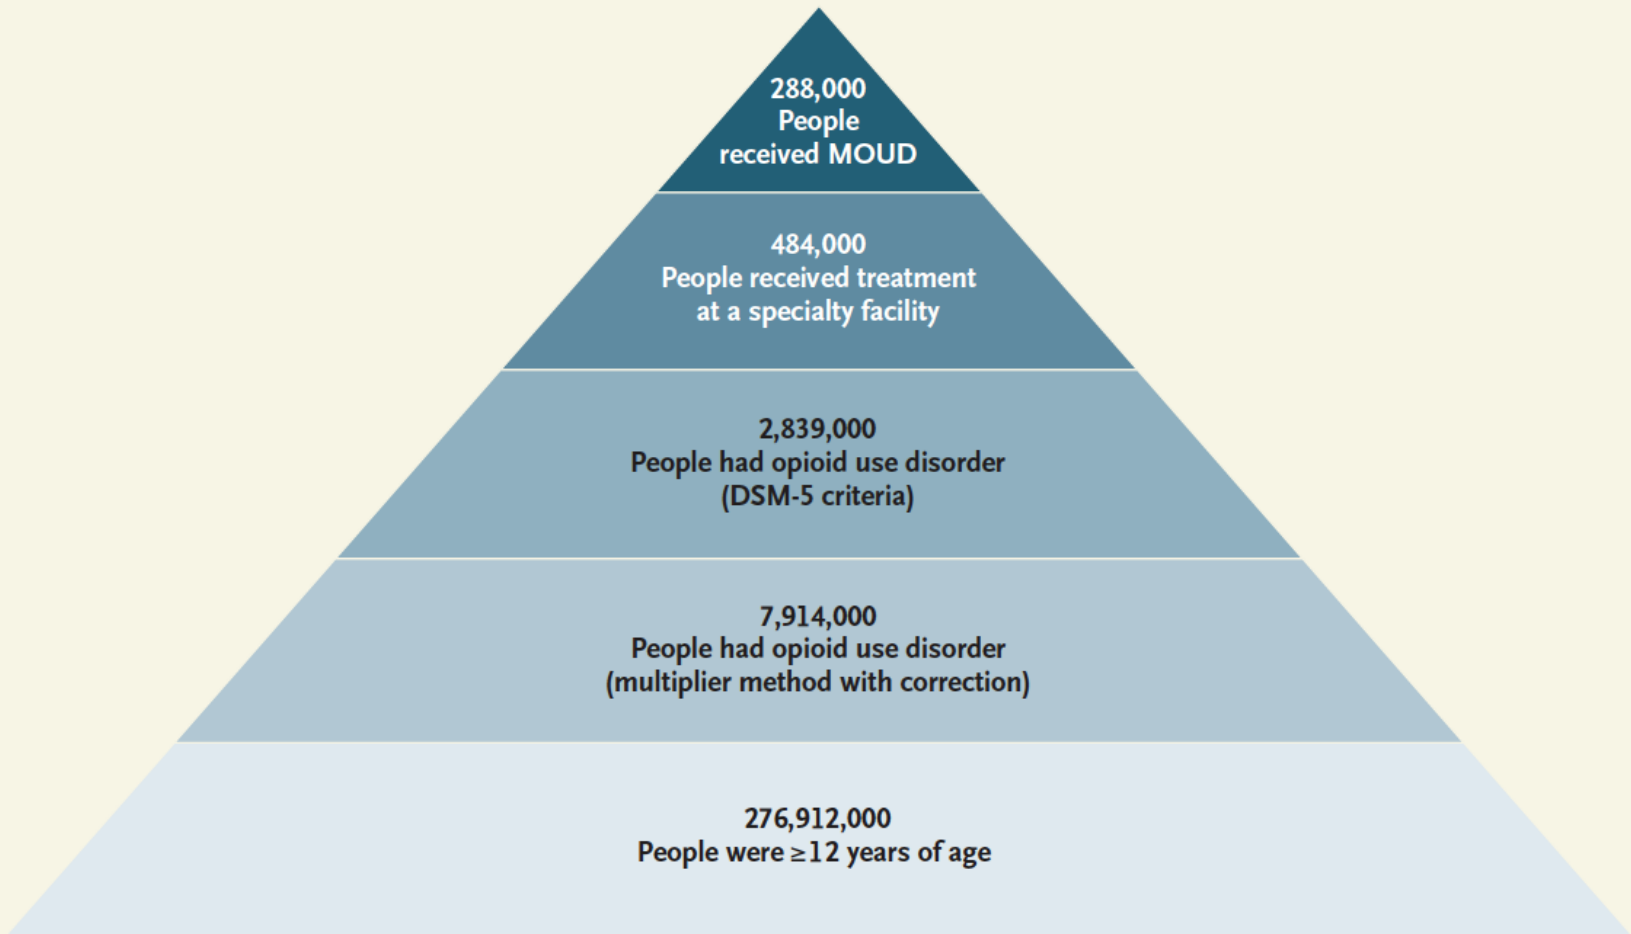 288,000
People
received MOUD
484,000
People received treatment
at a specialty facility
2,839,000
People had opioid use disorder
(DSM-5 criteria)
7,914,000
People had opioid use disorder
(multiplier method with correction)
276,912,000
People were ≥12 years of age